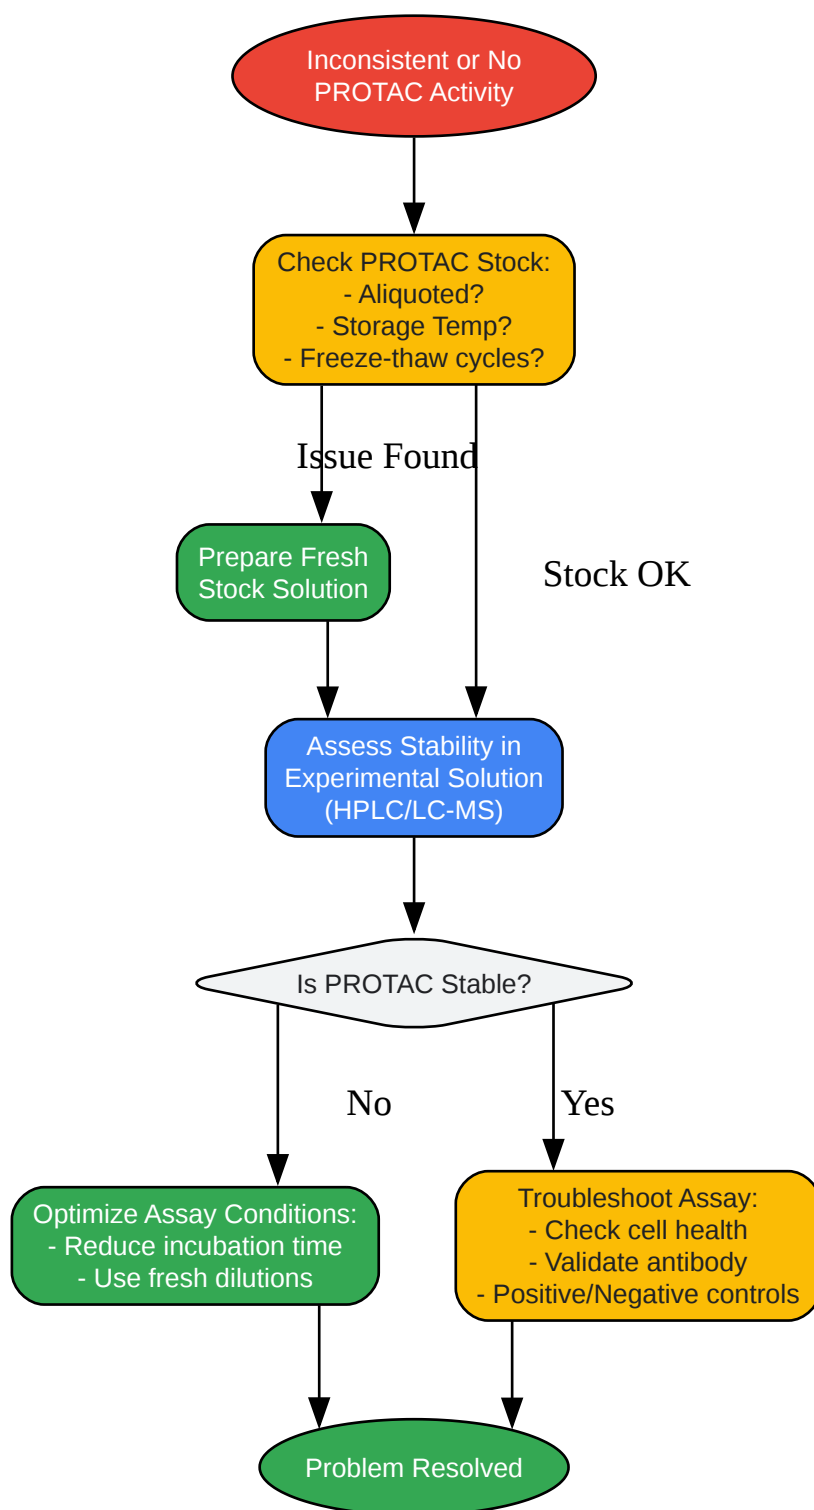 Inconsistent or No
PROTAC Activity
Check PROTAC Stock:
- Aliquoted?
- Storage Temp?
- Freeze-thaw cycles?
Issue Found
Prepare Fresh
Stock Solution
Stock OK
Assess Stability in
Experimental Solution
(HPLC/LC-MS)
Is PROTAC Stable?
No
Yes
Optimize Assay Conditions:
- Reduce incubation time
- Use fresh dilutions
Troubleshoot Assay:
- Check cell health
- Validate antibody
- Positive/Negative controls
Problem Resolved